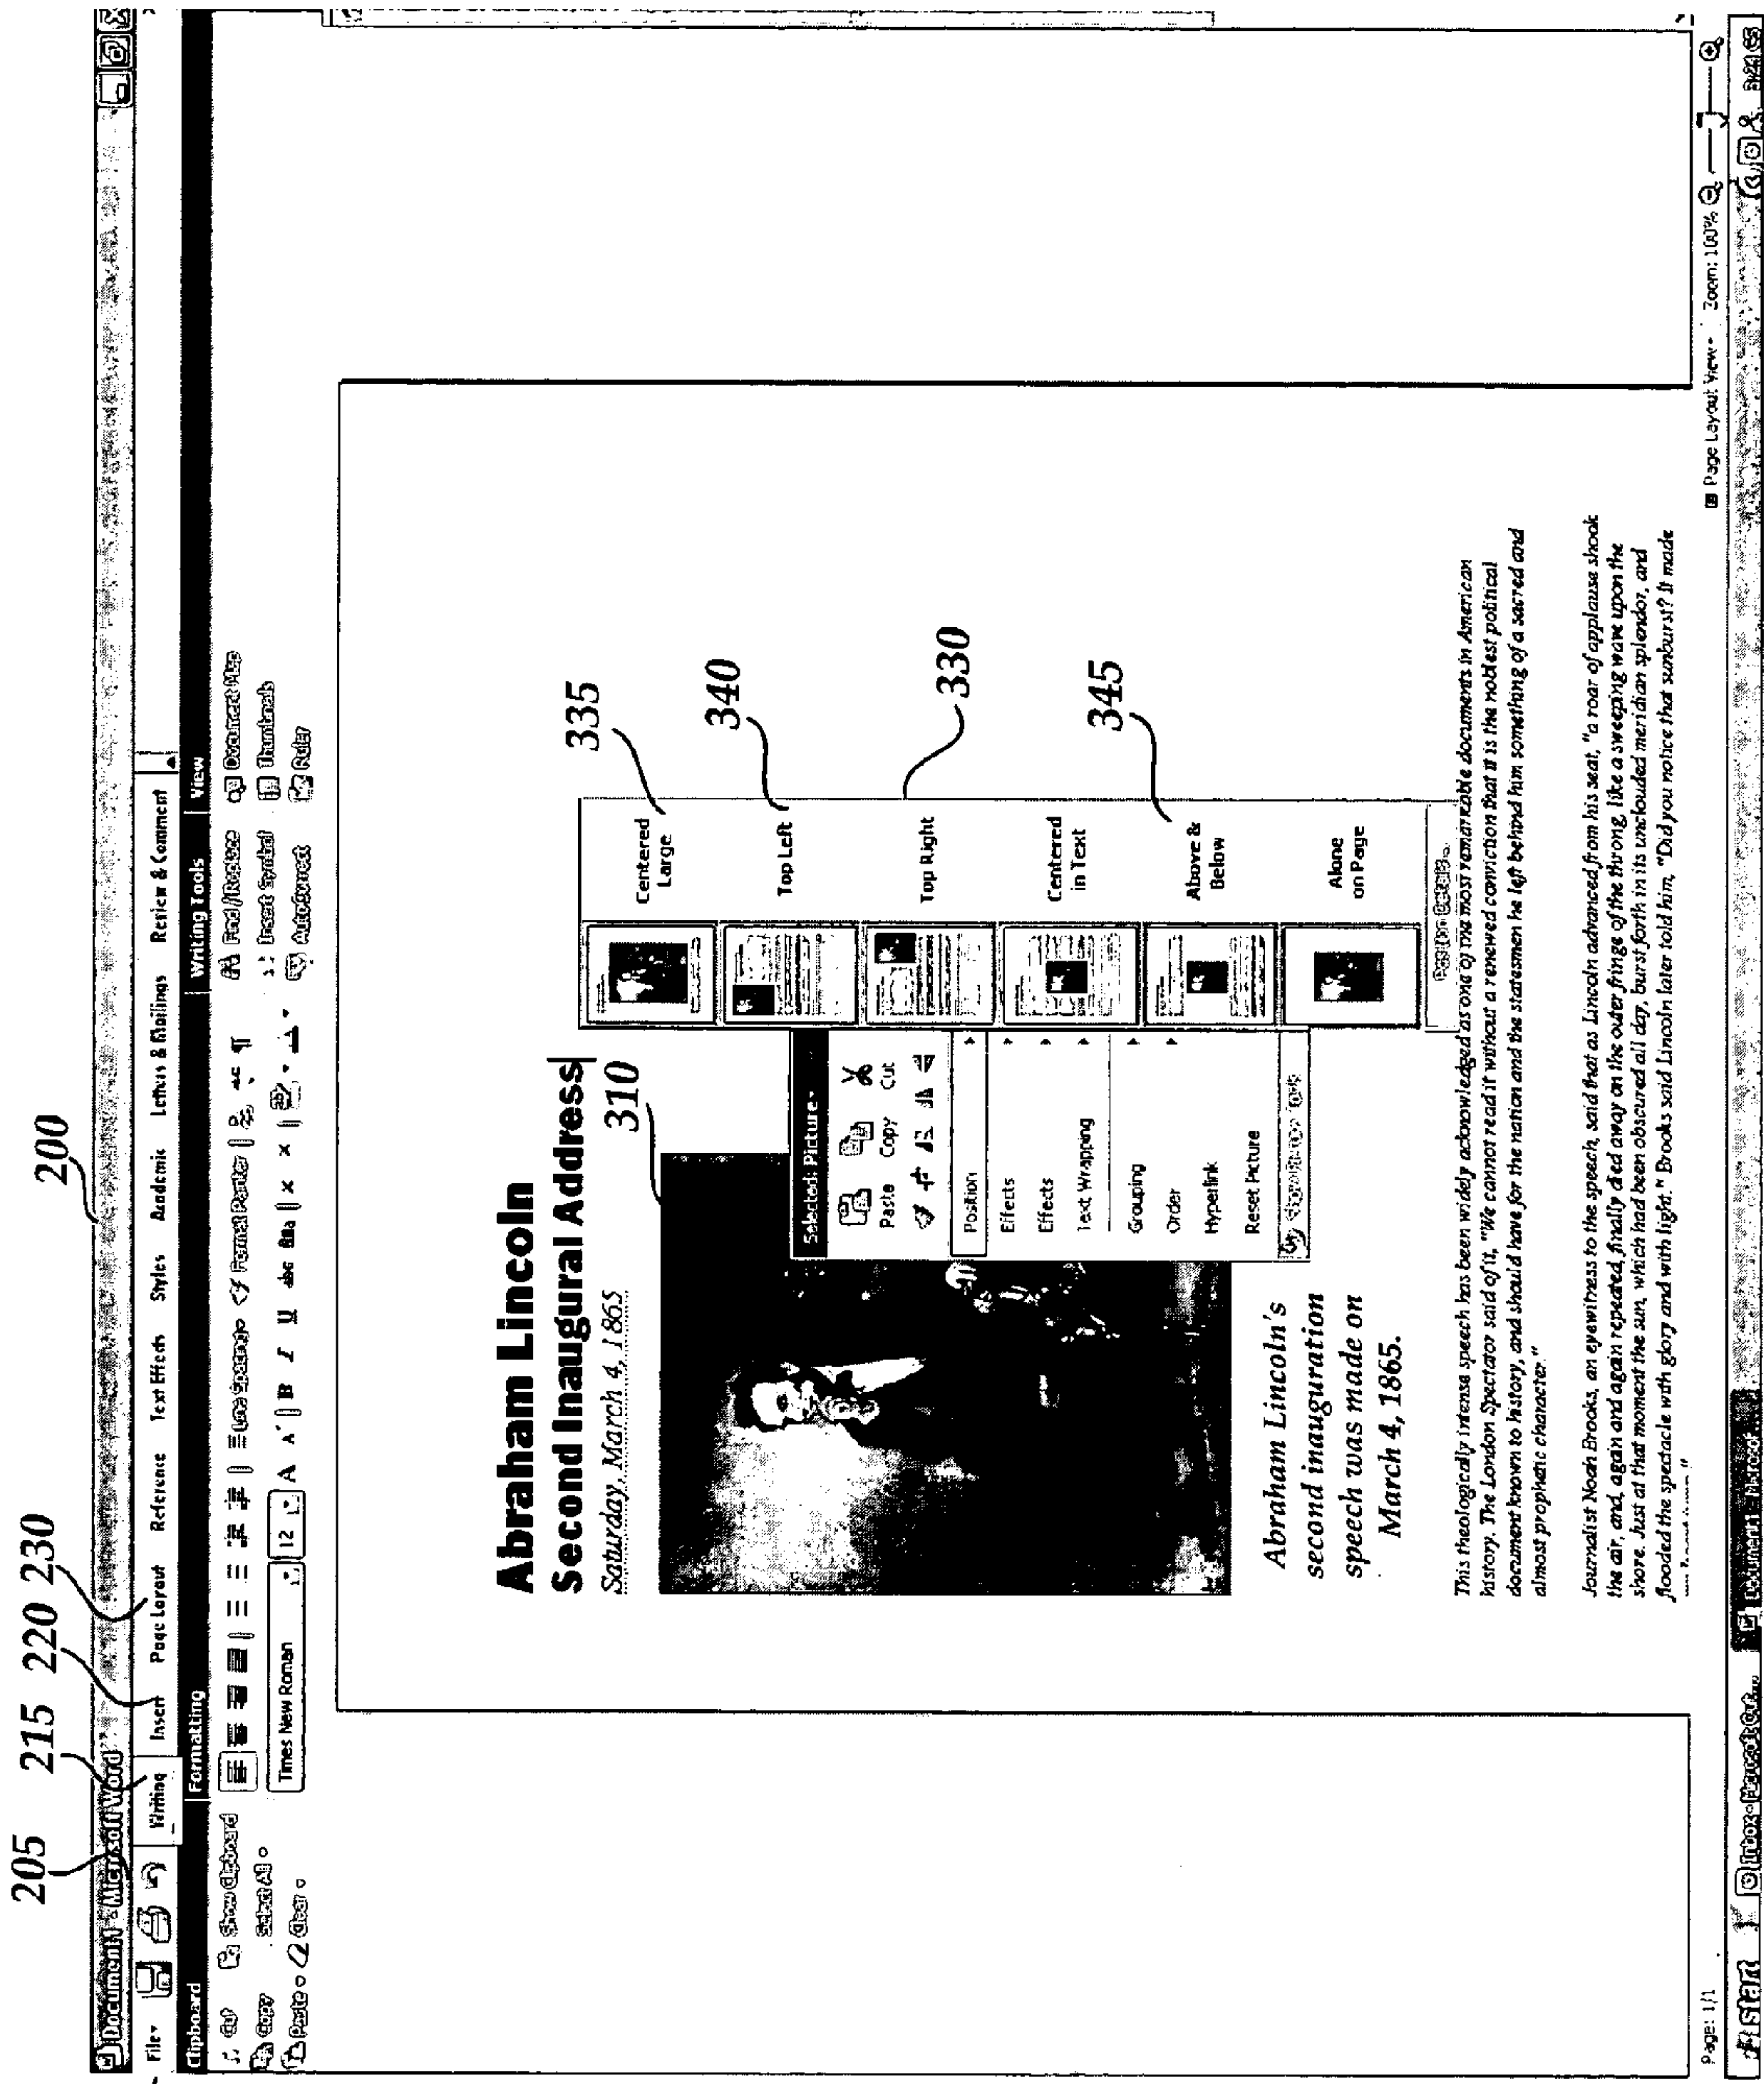 200
205 215 220 230
Document1 - Microsoft Word
File Writing Insert Page Layout Reference Text Effects Styles Academic Letters & Mailings Review & Comment
Clipboard Formatting Writing Tools View
Cut Show Clipboard Line Spacing Format Painter Find/Replace Document Map
Copy Select All Insert Symbol Thumbnails
Paste Clear Times New Roman 12 A A B I U abc Aa x x AutoCorrect Ruler
Abraham Lincoln
Second Inaugural Address
Saturday, March 4, 1865
310
Selected: Picture
Paste Copy Cut
Position
Effects
Effects
Text Wrapping
Grouping
Order
Hyperlink
Reset Picture
Centered
Large
335
Top Left
340
Top Right
330
Centered
in Text
Above &
Below
345
Alone
on Page
Position Details...
Abraham Lincoln's
second inauguration
speech was made on
March 4, 1865.
This theologically intense speech has been widely acknowledged as one of the most remarkable documents in American
history. The London Spectator said of it, "We cannot read it without a renewed conviction that it is the noblest political
document known to history, and should have for the nation and the statesmen he left behind him something of a sacred and
almost prophetic character."
Journalist Noah Brooks, an eyewitness to the speech, said that as Lincoln advanced from his seat, "a roar of applause shook
the air, and, again and again repeated, finally died away on the outer fringe of the throng, like a sweeping wave upon the
shore. Just at that moment the sun, which had been obscured all day, burst forth in its unclouded meridian splendor, and
flooded the spectacle with glory and with light." Brooks said Lincoln later told him, "Did you notice that sunburst? It made
Page: 1/1 Page Layout View Zoom: 100%
start Inbox Document1 - Microsoft